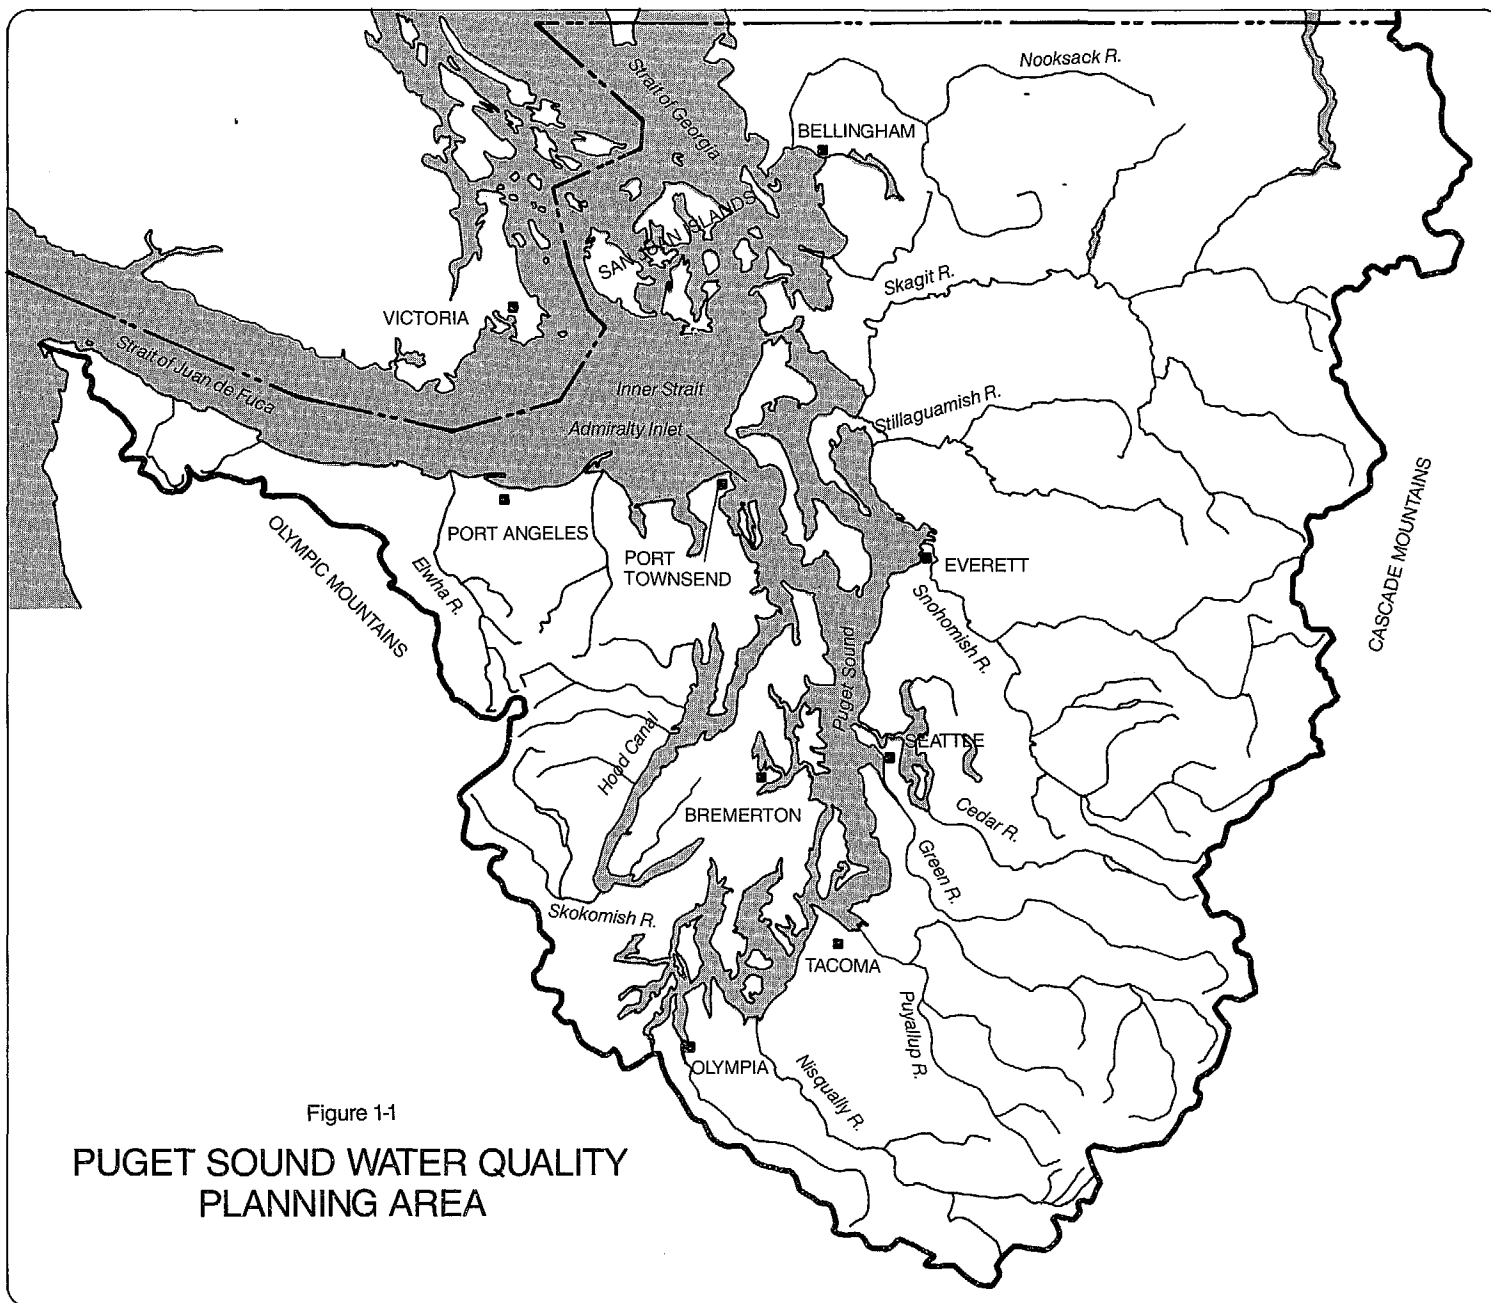 Nooksack R.
Strait of Georgia
BELLINGHAM
SAN JUAN ISLANDS
Skagit R.
VICTORIA
Strait of Juan de Fuca
Inner Strait
Stillaguamish R.
Admiralty Inlet
CASCADE MOUNTAINS
OLYMPIC MOUNTAINS
PORT ANGELES
PORT
TOWNSEND
EVERETT
Elwha R.
Snohomish R.
Puget Sound
Hood Canal
SEATTLE
BREMERTON
Cedar R.
Green R.
Skokomish R.
TACOMA
Puyallup R.
OLYMPIA
Nisqually R.
Figure 1-1
PUGET SOUND WATER QUALITY
PLANNING AREA